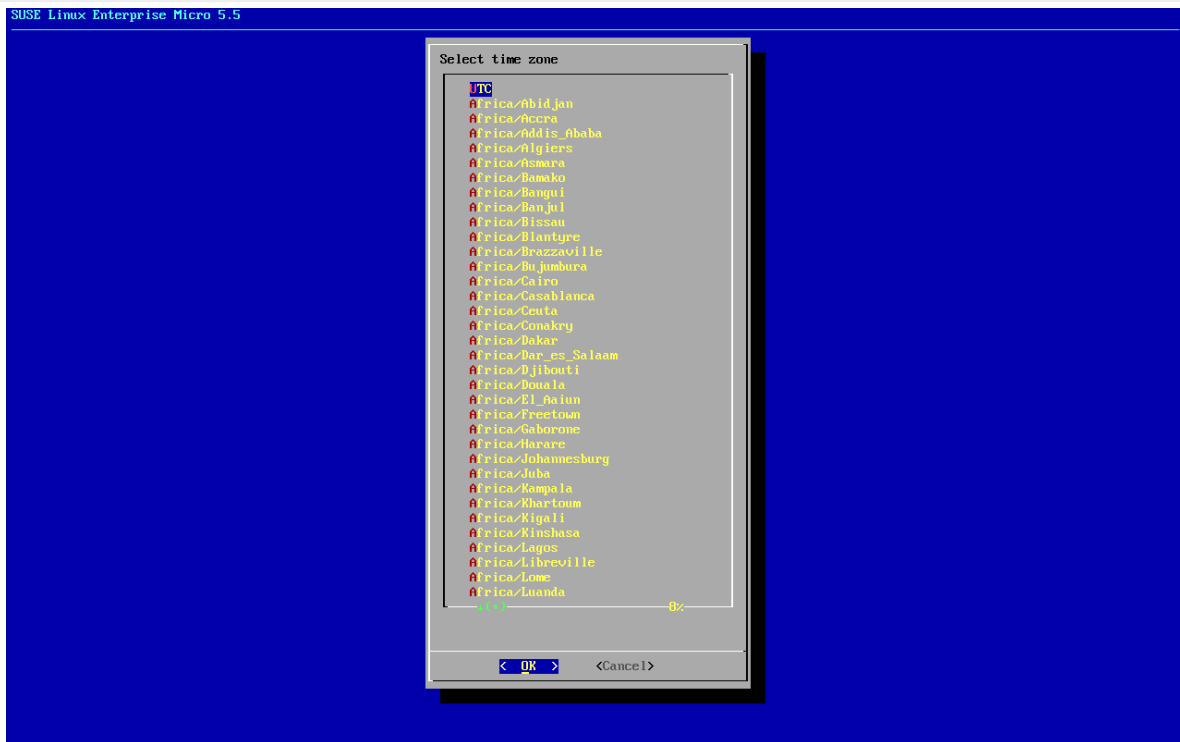 SUSE Linux Enterprise Micro 5.5
Select time zone
UTC
Africa/Abidjan
Africa/Accra
Africa/Addis_Ababa
Africa/Algiers
Africa/Asmara
Africa/Bamako
Africa/Bangui
Africa/Banjul
Africa/Bissau
Africa/Blantyre
Africa/Brazzaville
Africa/Bujumbura
Africa/Cairo
Africa/Casablanca
Africa/Ceuta
Africa/Conakry
Africa/Dakar
Africa/Dar_es_Salaam
Africa/Djibouti
Africa/Douala
Africa/El_Aaiun
Africa/Freetown
Africa/Gaborone
Africa/Harare
Africa/Johannesburg
Africa/Juba
Africa/Kampala
Africa/Khartoum
Africa/Kigali
Africa/Kinshasa
Africa/Lagos
Africa/Libreville
Africa/Lome
Africa/Luanda
↓(+) 8%
< OK > <Cancel>